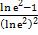 ln e²−1
(ln e²)²